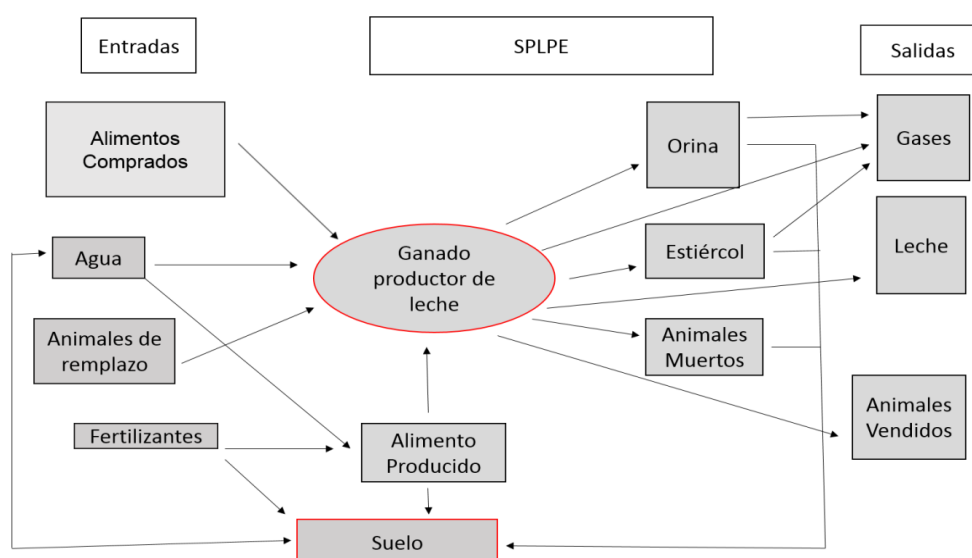 Entradas
SPLPE
Salidas
Alimentos
Comprados
Orina
Gases
Agua
Ganado
productor de
leche
Estiércol
Leche
Animales de
remplazo
Animales
Muertos
Animales
Vendidos
Fertilizantes
Alimento
Producido
Suelo